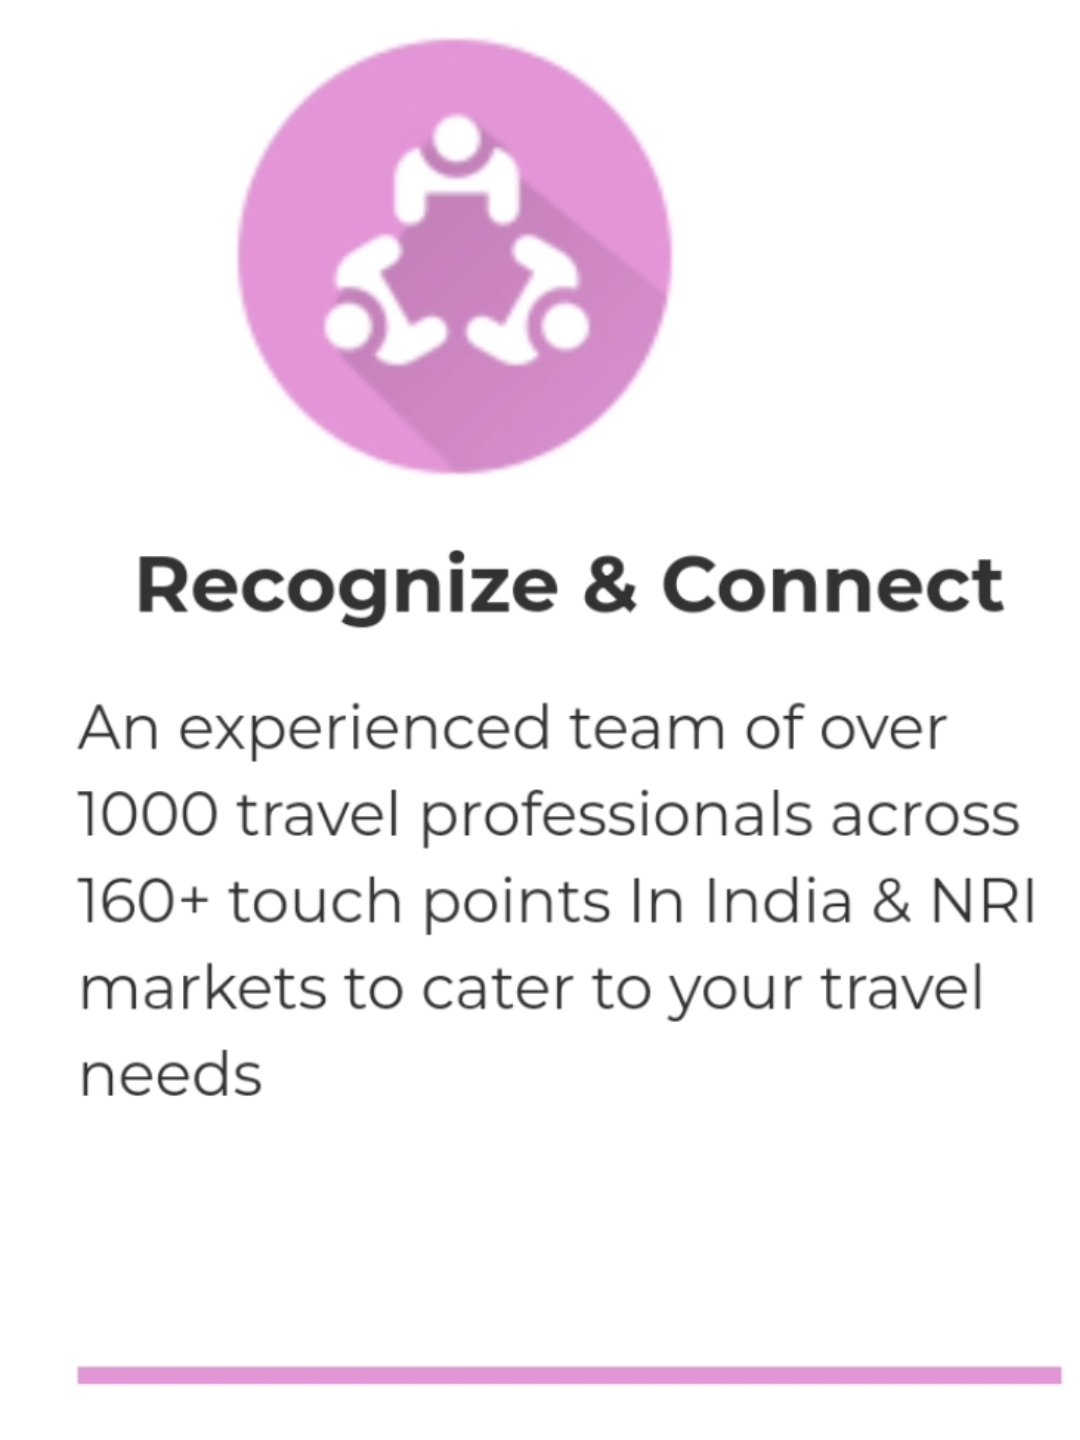 Recognize & Connect
An experienced team of over
1000 travel professionals across
160+ touch points In India & NRI
markets to cater to your travel
needs